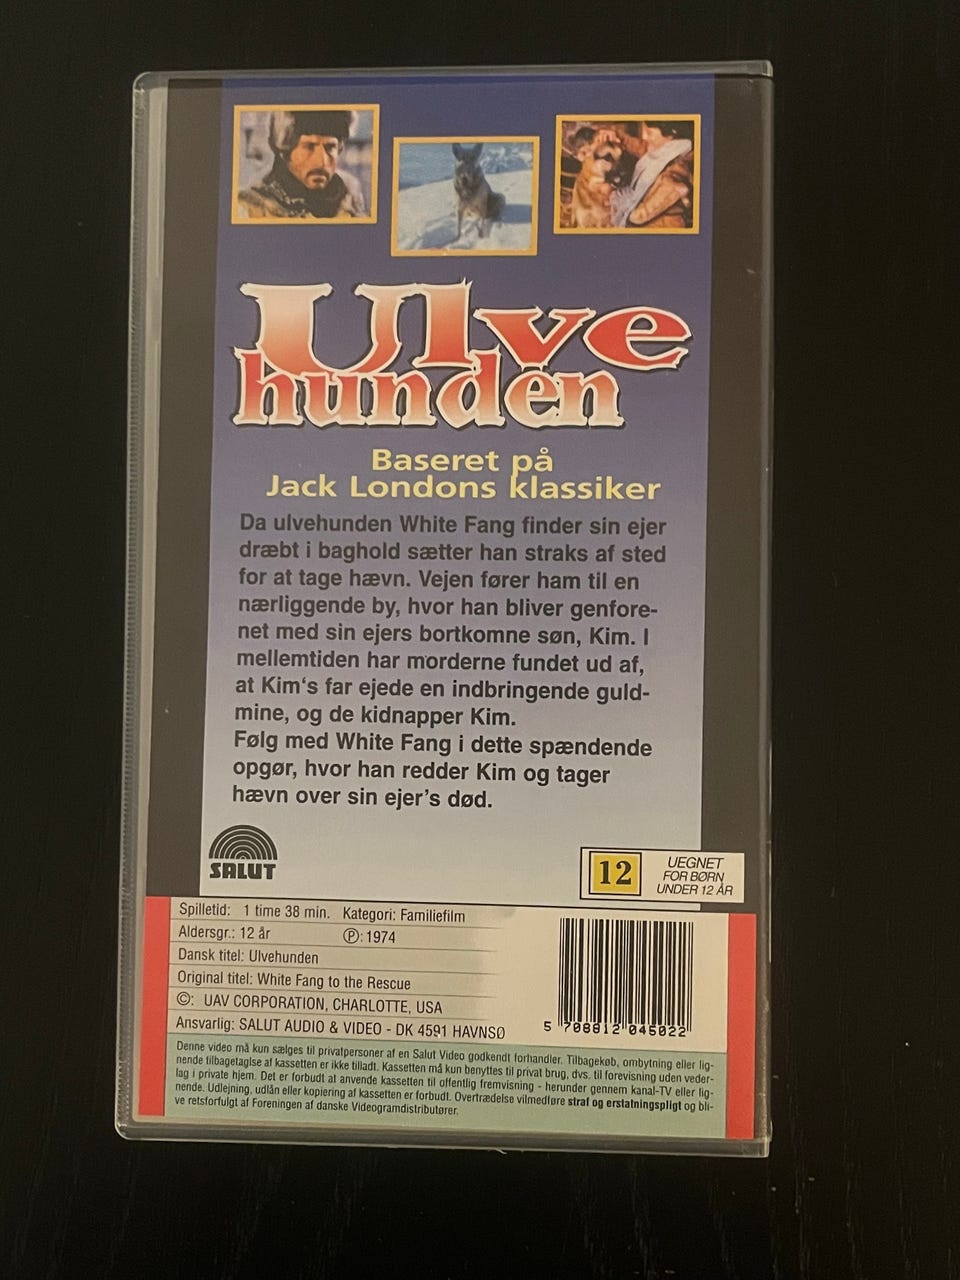 Ulve
hunden
Baseret på
Jack Londons klassiker
Da ulvehunden White Fang finder sin ejer
dræbt i baghold sætter han straks af sted
for at tage hævn. Vejen fører ham til en
nærliggende by, hvor han bliver genfore-
net med sin ejers bortkomne søn, Kim. I
mellemtiden har morderne fundet ud af,
at Kim‘s far ejede en indbringende guld-
mine, og de kidnapper Kim.
Følg med White Fang i dette spændende
opgør, hvor han redder Kim og tager
hævn over sin ejer’s død.
SALUT
12
UEGNET
FOR BØRN
UNDER 12 ÅR
Spilletid: 1 time 38 min. Kategori: Familiefilm
Aldersgr.: 12 år Ⓟ: 1974
Dansk titel: Ulvehunden
Original titel: White Fang to the Rescue
©: UAV CORPORATION, CHARLOTTE, USA
Ansvarlig: SALUT AUDIO & VIDEO - DK 4591 HAVNSØ
5 708812 045022
Denne video må kun sælges til privatpersoner af en Salut Video godkendt forhandler. Tilbagekøb, ombytning eller lig-
nende tilbagetaglse af kassetten er ikke tilladt. Kassetten må kun benyttes til privat brug, dvs. til forevisning uden veder-
lag i private hjem. Det er forbudt at anvende kassetten til offentlig fremvisning - herunder gennem kanal-TV eller lig-
nende. Udlejning, udlån eller kopiering af kassetten er forbudt. Overtrædelse vilmedføre straf og erstatningspligt og bli-
ve retsforfulgt af Foreningen af danske Videogramdistributører.